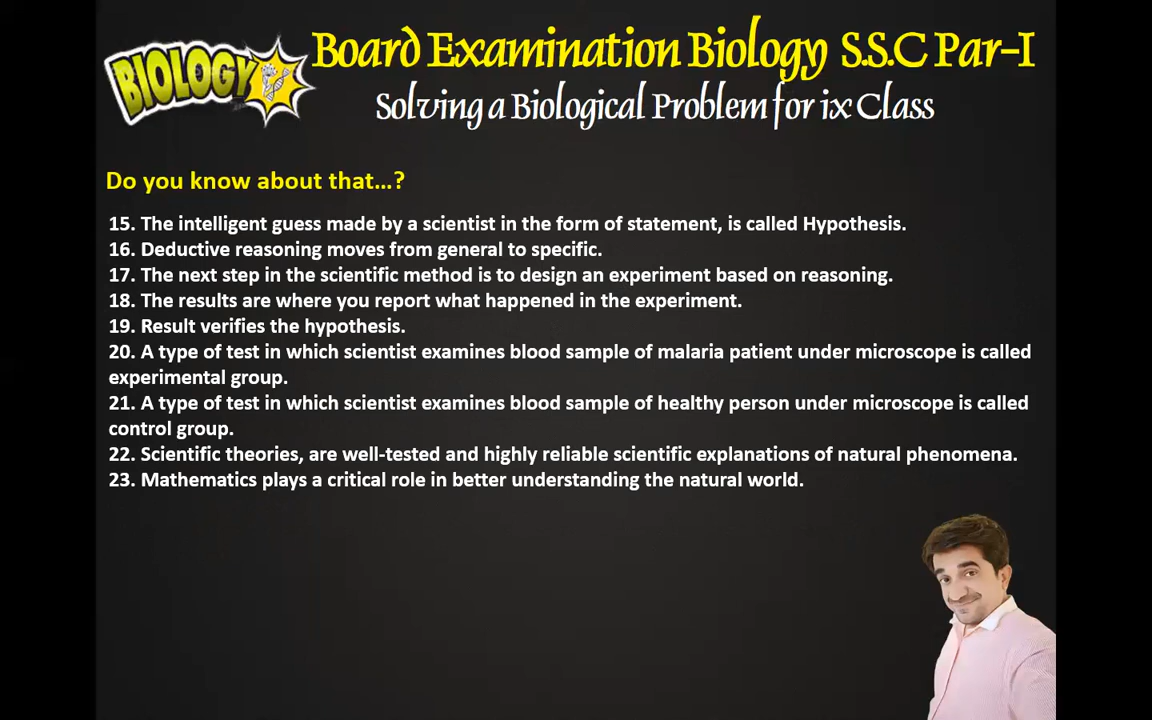 BIOLOGY
Board Examination Biology S.S.C Par-I
Solving a Biological Problem for ix Class
Do you know about that...?
15. The intelligent guess made by a scientist in the form of statement, is called Hypothesis.
16. Deductive reasoning moves from general to specific.
17. The next step in the scientific method is to design an experiment based on reasoning.
18. The results are where you report what happened in the experiment.
19. Result verifies the hypothesis.
20. A type of test in which scientist examines blood sample of malaria patient under microscope is called
experimental group.
21. A type of test in which scientist examines blood sample of healthy person under microscope is called
control group.
22. Scientific theories, are well-tested and highly reliable scientific explanations of natural phenomena.
23. Mathematics plays a critical role in better understanding the natural world.